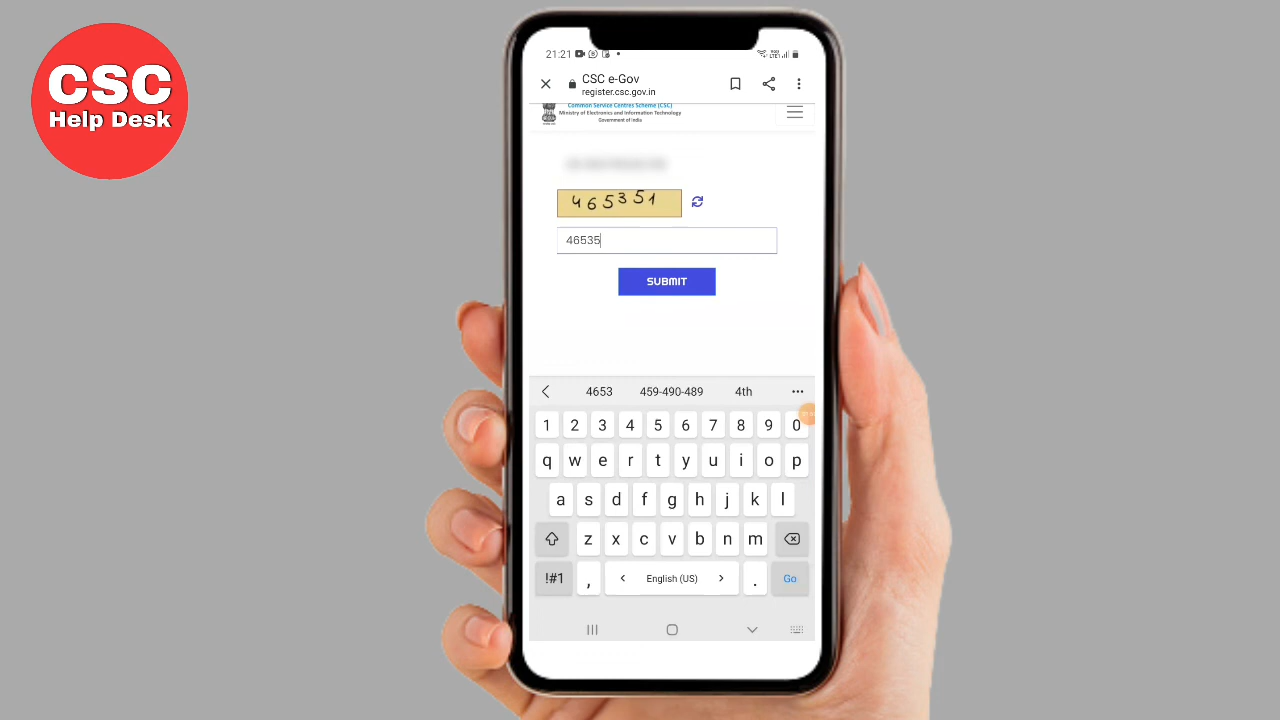 CSC
Help Desk
21:21
CSC e-Gov
register.csc.gov.in
Common Service Centres Scheme (CSC)
Ministry of Electronics and Information Technology
Government of India
465351
46535
SUBMIT
4653 459-490-489 4th
1 2 3 4 5 6 7 8 9 0
q w e r t y u i o p
a s d f g h j k l
z x c v b n m
!#1 , < English (US) > . Go